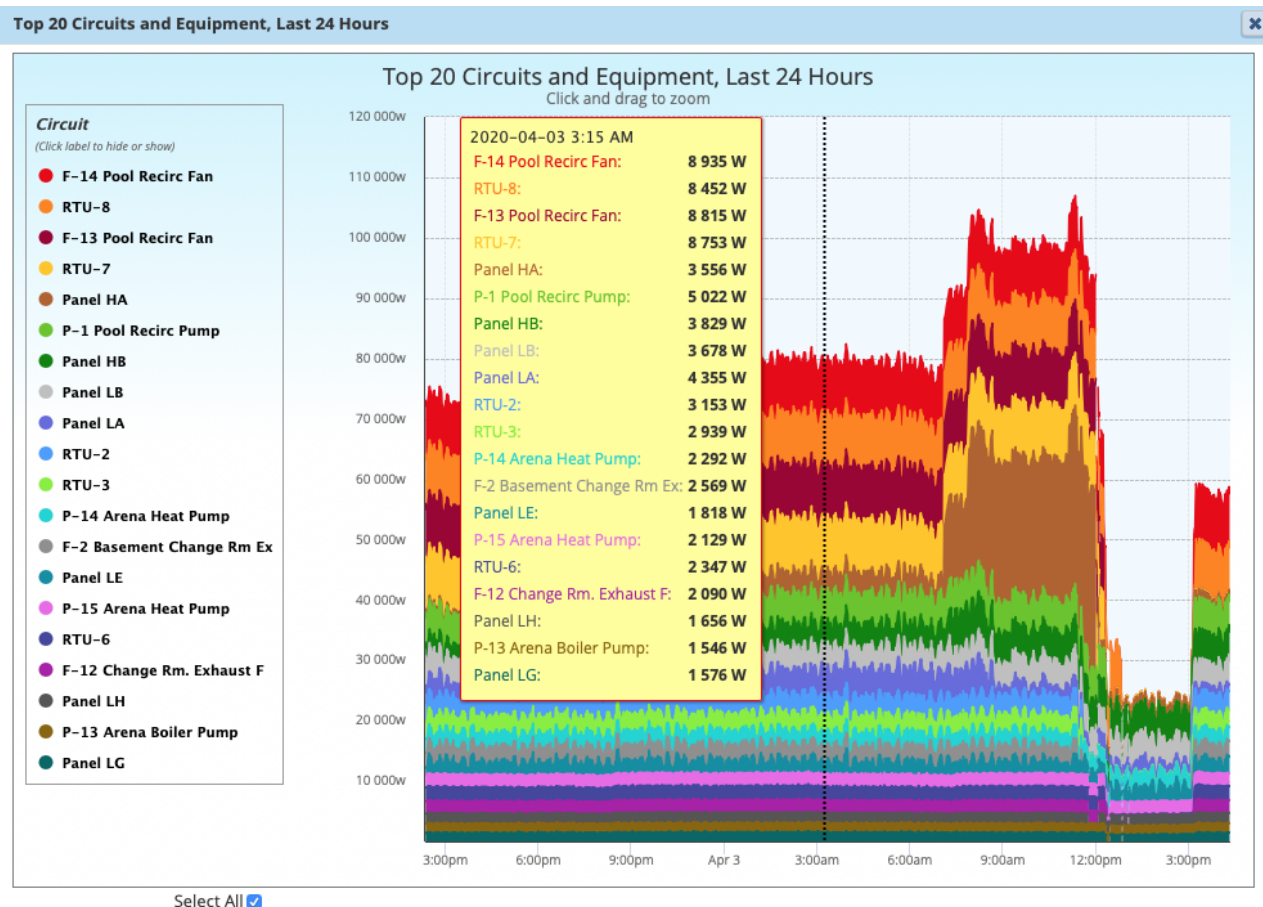 Top 20 Circuits and Equipment, Last 24 Hours
Top 20 Circuits and Equipment, Last 24 Hours
Click and drag to zoom
Circuit
(Click label to hide or show)
F-14 Pool Recirc Fan
RTU-8
F-13 Pool Recirc Fan
RTU-7
Panel HA
P-1 Pool Recirc Pump
Panel HB
Panel LB
Panel LA
RTU-2
RTU-3
P-14 Arena Heat Pump
F-2 Basement Change Rm Ex
Panel LE
P-15 Arena Heat Pump
RTU-6
F-12 Change Rm. Exhaust F
Panel LH
P-13 Arena Boiler Pump
Panel LG
120 000w
110 000w
100 000w
90 000w
80 000w
70 000w
60 000w
50 000w
40 000w
30 000w
20 000w
10 000w
2020-04-03 3:15 AM
F-14 Pool Recirc Fan: 8 935 W
RTU-8: 8 452 W
F-13 Pool Recirc Fan: 8 815 W
RTU-7: 8 753 W
Panel HA: 3 556 W
P-1 Pool Recirc Pump: 5 022 W
Panel HB: 3 829 W
Panel LB: 3 678 W
Panel LA: 4 355 W
RTU-2: 3 153 W
RTU-3: 2 939 W
P-14 Arena Heat Pump: 2 292 W
F-2 Basement Change Rm Ex: 2 569 W
Panel LE: 1 818 W
P-15 Arena Heat Pump: 2 129 W
RTU-6: 2 347 W
F-12 Change Rm. Exhaust F: 2 090 W
Panel LH: 1 656 W
P-13 Arena Boiler Pump: 1 546 W
Panel LG: 1 576 W
3:00pm 6:00pm 9:00pm Apr 3 3:00am 6:00am 9:00am 12:00pm 3:00pm
Select All